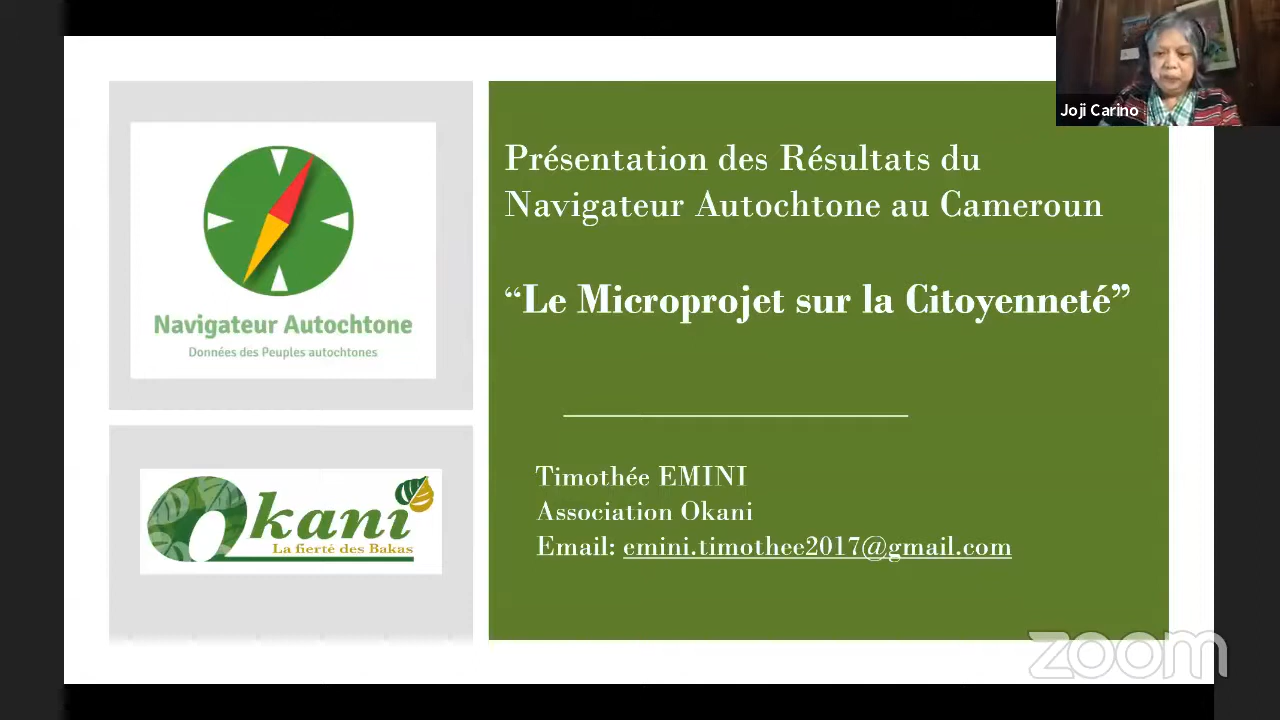 Joji Carino
Navigateur Autochtone
Données des Peuples autochtones
Okani
La fierté des Bakas
Présentation des Résultats du
Navigateur Autochtone au Cameroun
“Le Microprojet sur la Citoyenneté”
Timothée EMINI
Association Okani
Email: emini.timothee2017@gmail.com
zoom